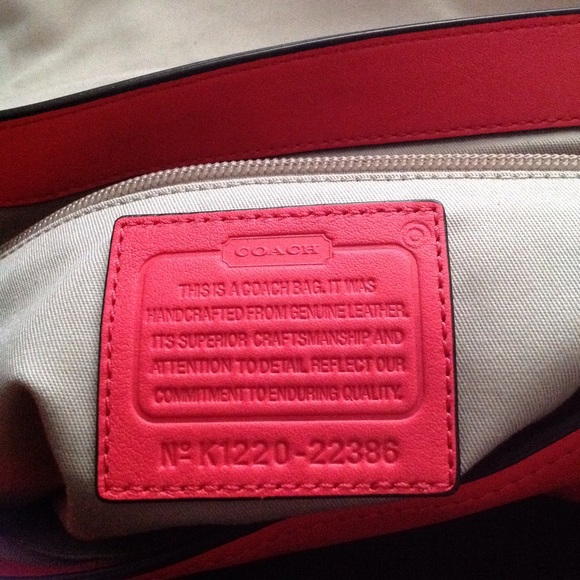 COACH
©
THIS IS A COACH BAG. IT WAS
HANDCRAFTED FROM GENUINE LEATHER.
IT'S SUPERIOR CRAFTSMANSHIP AND
ATTENTION TO DETAIL REFLECT OUR
COMMITMENT TO ENDURING QUALITY.
Nº K1220-22386